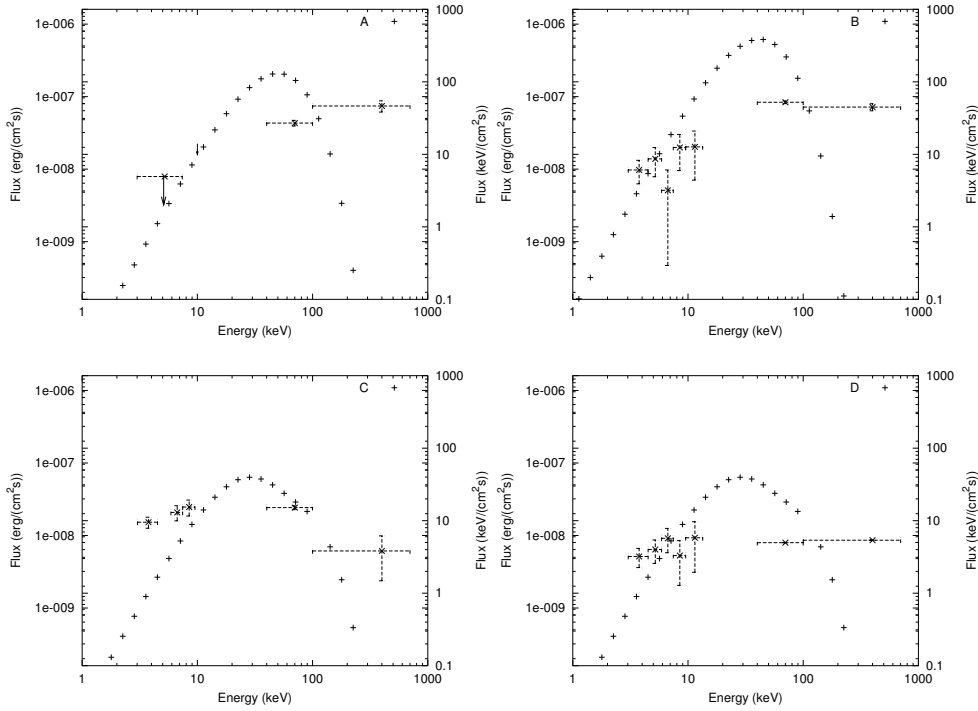 A
1e-006
1e-007
1e-008
1e-009
Flux (erg/(cm²s))
1000
100
10
1
0.1
Flux (keV/(cm²s))
1 10 100 1000
Energy (keV)
B
1e-006
1e-007
1e-008
1e-009
Flux (erg/(cm²s))
1000
100
10
1
0.1
Flux (keV/(cm²s))
1 10 100 1000
Energy (keV)
C
1e-006
1e-007
1e-008
1e-009
Flux (erg/(cm²s))
1000
100
10
1
0.1
Flux (keV/(cm²s))
1 10 100 1000
Energy (keV)
D
1e-006
1e-007
1e-008
1e-009
Flux (erg/(cm²s))
1000
100
10
1
0.1
Flux (keV/(cm²s))
1 10 100 1000
Energy (keV)